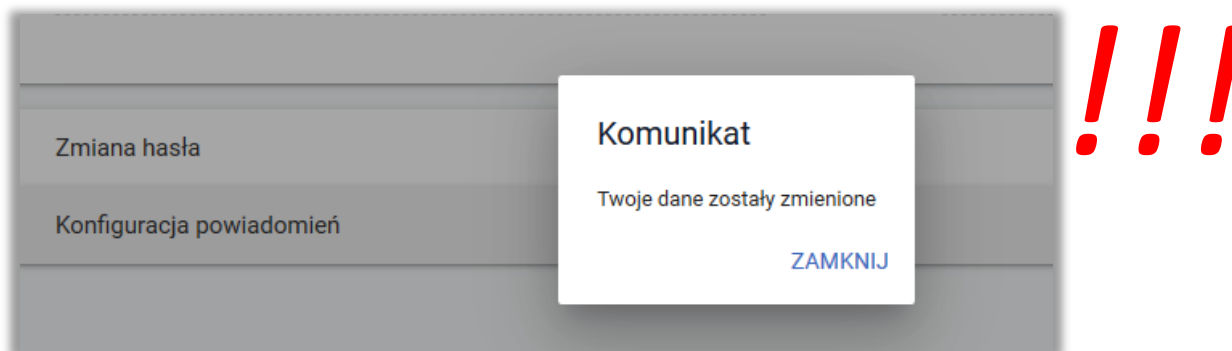 !!!
Komunikat
Zmiana hasła
Twoje dane zostały zmienione
Konfiguracja powiadomień
ZAMKNIJ